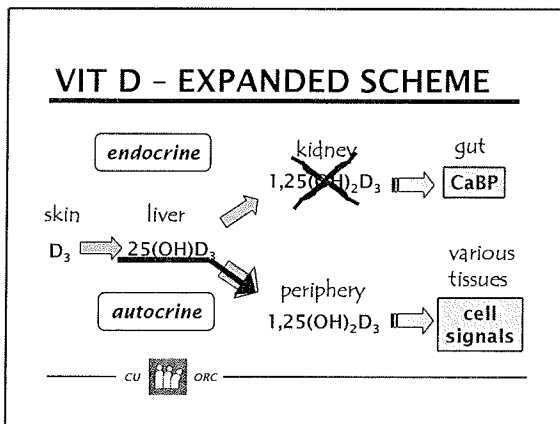 VIT D – EXPANDED SCHEME
endocrine
kidney
1,25(OH)₂D₃
gut
CaBP
skin
D₃
liver
25(OH)D₃
autocrine
periphery
1,25(OH)₂D₃
various
tissues
cell
signals
CU ORC